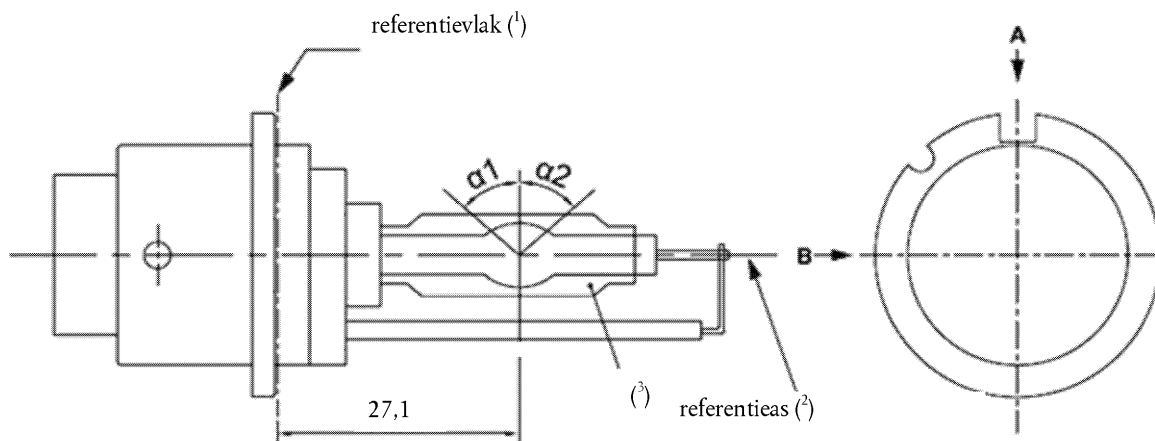 referentievlak (¹)
A
α1 α2
B
(³)
referentieas (²)
27,1